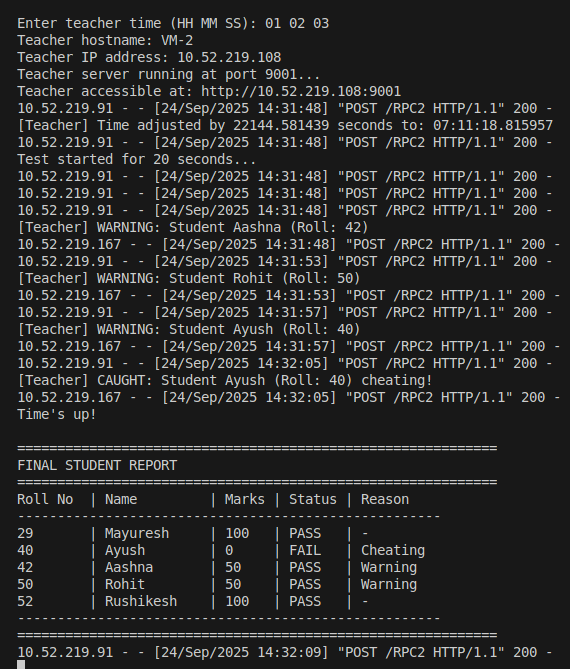 Enter teacher time (HH MM SS): 01 02 03
Teacher hostname: VM-2
Teacher IP address: 10.52.219.108
Teacher server running at port 9001...
Teacher accessible at: http://10.52.219.108:9001
10.52.219.91 - - [24/Sep/2025 14:31:48] "POST /RPC2 HTTP/1.1" 200 -
[Teacher] Time adjusted by 22144.581439 seconds to: 07:11:18.815957
10.52.219.91 - - [24/Sep/2025 14:31:48] "POST /RPC2 HTTP/1.1" 200 -
Test started for 20 seconds...
10.52.219.91 - - [24/Sep/2025 14:31:48] "POST /RPC2 HTTP/1.1" 200 -
10.52.219.91 - - [24/Sep/2025 14:31:48] "POST /RPC2 HTTP/1.1" 200 -
10.52.219.91 - - [24/Sep/2025 14:31:48] "POST /RPC2 HTTP/1.1" 200 -
[Teacher] WARNING: Student Aashna (Roll: 42)
10.52.219.167 - - [24/Sep/2025 14:31:48] "POST /RPC2 HTTP/1.1" 200 -
10.52.219.91 - - [24/Sep/2025 14:31:53] "POST /RPC2 HTTP/1.1" 200 -
[Teacher] WARNING: Student Rohit (Roll: 50)
10.52.219.167 - - [24/Sep/2025 14:31:53] "POST /RPC2 HTTP/1.1" 200 -
10.52.219.91 - - [24/Sep/2025 14:31:57] "POST /RPC2 HTTP/1.1" 200 -
[Teacher] WARNING: Student Ayush (Roll: 40)
10.52.219.167 - - [24/Sep/2025 14:31:57] "POST /RPC2 HTTP/1.1" 200 -
10.52.219.91 - - [24/Sep/2025 14:32:05] "POST /RPC2 HTTP/1.1" 200 -
[Teacher] CAUGHT: Student Ayush (Roll: 40) cheating!
10.52.219.167 - - [24/Sep/2025 14:32:05] "POST /RPC2 HTTP/1.1" 200 -
Time's up!
============================================================
FINAL STUDENT REPORT
============================================================
Roll No  | Name         | Marks | Status | Reason
-----------------------------------------------------
29       | Mayuresh     | 100   | PASS   | -
40       | Ayush        | 0     | FAIL   | Cheating
42       | Aashna       | 50    | PASS   | Warning
50       | Rohit        | 50    | PASS   | Warning
52       | Rushikesh    | 100   | PASS   | -
-----------------------------------------------------
============================================================
10.52.219.91 - - [24/Sep/2025 14:32:09] "POST /RPC2 HTTP/1.1" 200 -